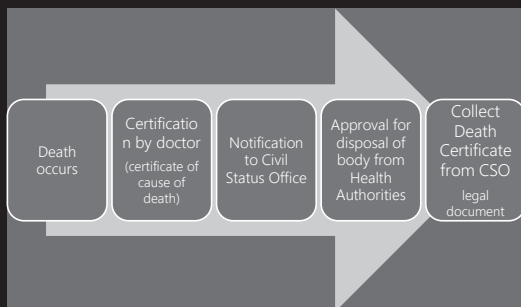 Death
occurs
Certificatio
n by doctor
(certificate of
cause of
death)
Notification
to Civil
Status Office
Approval for
disposal of
body from
Health
Authorities
Collect
Death
Certificate
from CSO
legal
document